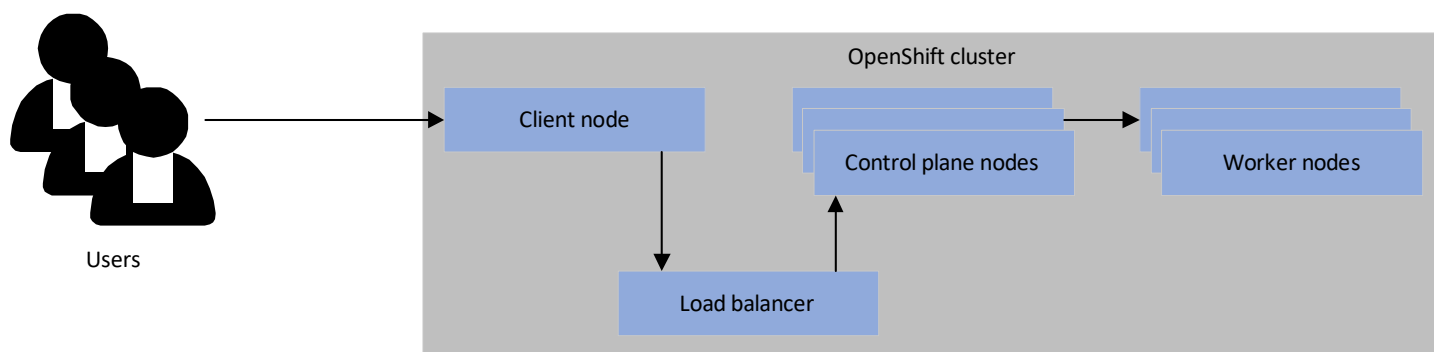 OpenShift cluster
Client node
Control plane nodes
Worker nodes
Users
Load balancer